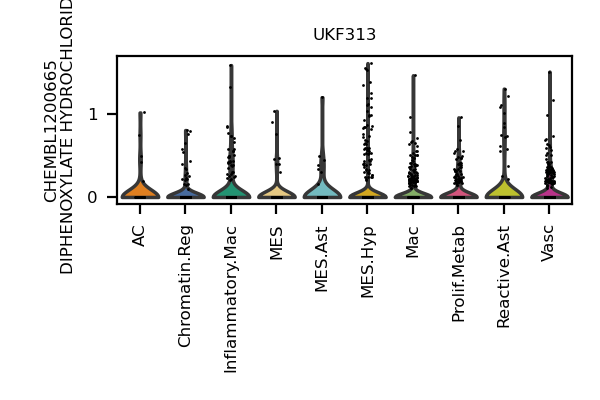 UKF313
CHEMBL1200665
DIPHENOXYLATE HYDROCHLORID
1
0
AC
Chromatin.Reg
Inflammatory.Mac
MES
MES.Ast
MES.Hyp
Mac
Prolif.Metab
Reactive.Ast
Vasc